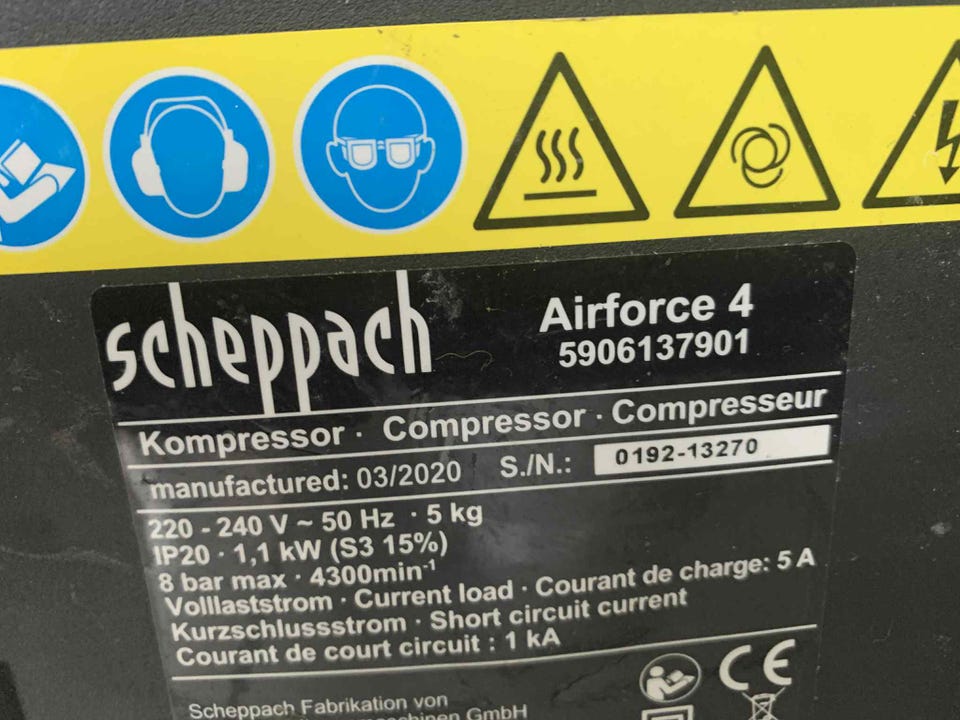 scheppach
Airforce 4
5906137901
Kompressor · Compressor · Compresseur
manufactured: 03/2020 S./N.: 0192-13270
220 - 240 V ~ 50 Hz · 5 kg
IP20 · 1,1 kW (S3 15%)
8 bar max · 4300min⁻¹
Volllaststrom · Current load · Courant de charge: 5 A
Kurzschlussstrom · Short circuit current
Courant de court circuit : 1 kA
Scheppach Fabrikation von
GmbH
CE